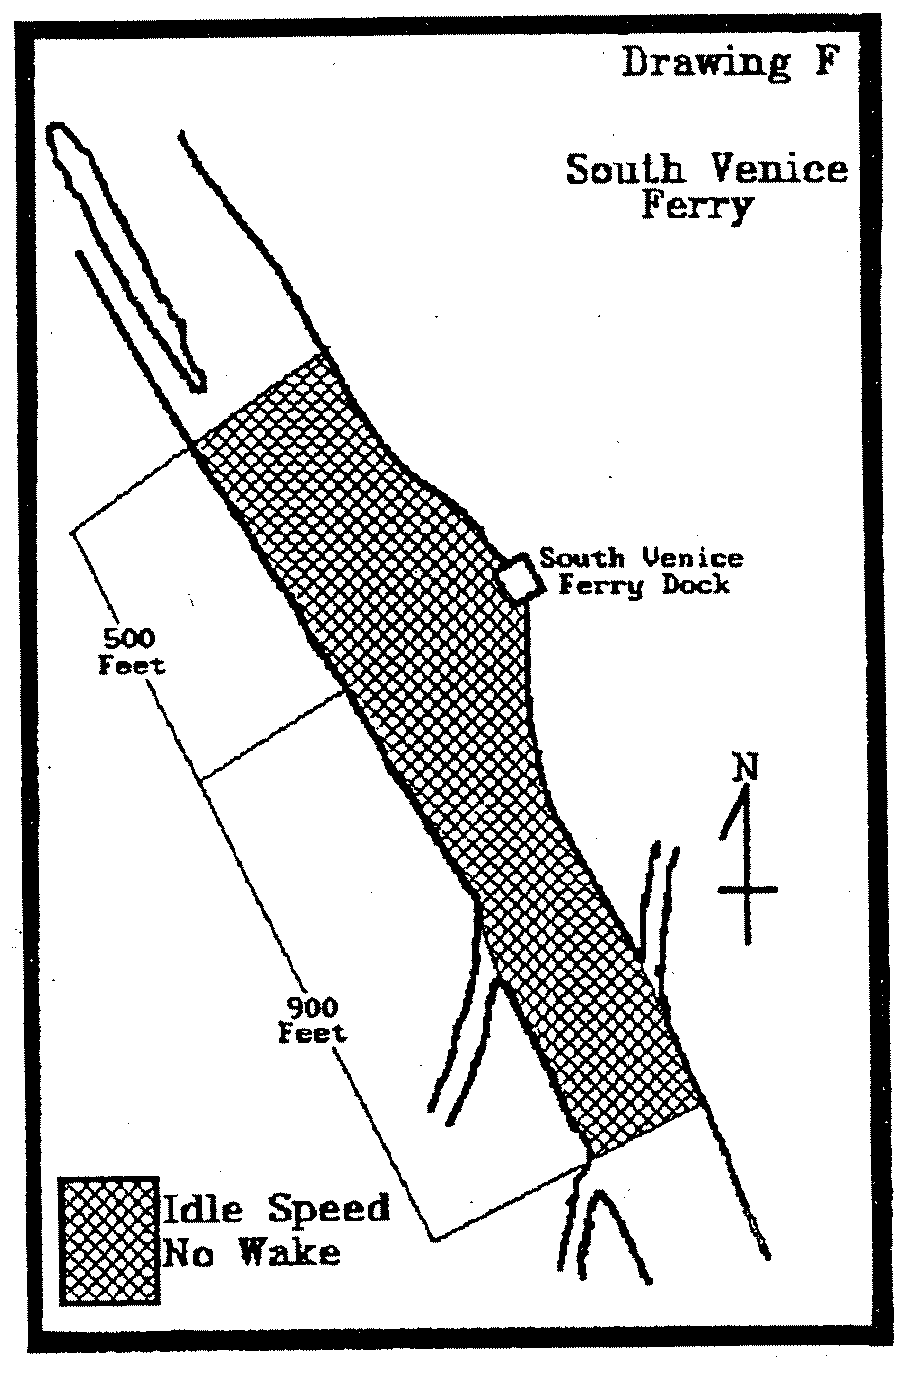 Drawing F
South Venice
Ferry
South Venice
Ferry Dock
500
Feet
N
900
Feet
Idle Speed
No Wake